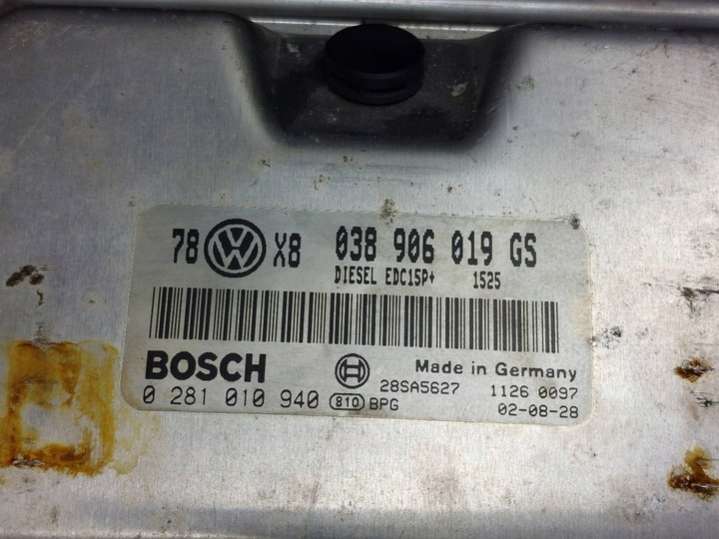 78 VW X8 038 906 019 GS
DIESEL EDC15P+ 1525
BOSCH
Made in Germany
28SA5627 1126 0097
0 281 010 940 810 BPG 02-08-28